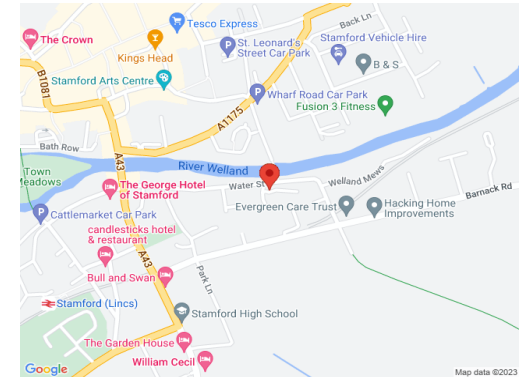 Tesco Express
Back Ln
The Crown
Kings Head
St. Leonard's
Street Car Park
Stamford Vehicle Hire
B & S
B1081
Stamford Arts Centre
Wharf Road Car Park
Fusion 3 Fitness
A1175
Bath Row
A43
River Welland
Town
Meadows
The George Hotel
of Stamford
Water St
Welland Mews
Barnack Rd
Cattlemarket Car Park
Evergreen Care Trust
Hacking Home
Improvements
candlesticks hotel
& restaurant
A43
Bull and Swan
Park Ln
Stamford (Lincs)
Stamford High School
The Garden House
William Cecil
Google
Map data ©2023